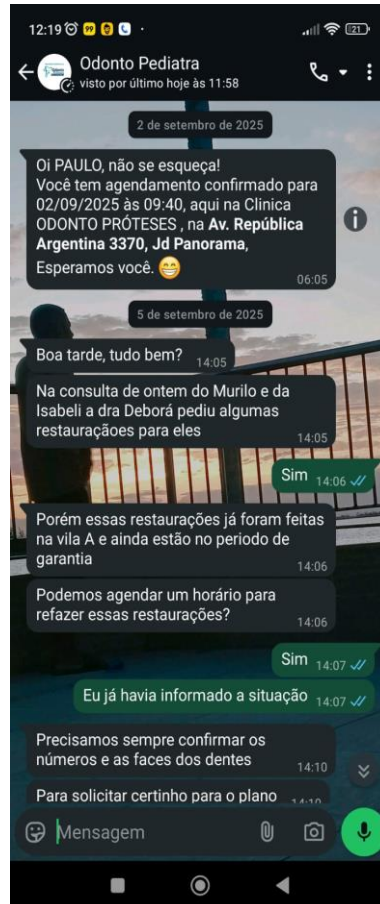 12:19
99
21
Odonto Pediatra
visto por último hoje às 11:58
2 de setembro de 2025
Oi PAULO, não se esqueça!
Você tem agendamento confirmado para
02/09/2025 às 09:40, aqui na Clinica
ODONTO PRÓTESES , na Av. República
Argentina 3370, Jd Panorama,
Esperamos você. 😁
06:05
5 de setembro de 2025
Boa tarde, tudo bem? 14:05
Na consulta de ontem do Murilo e da
Isabeli a dra Deborá pediu algumas
restauraçãoes para eles
14:05
Sim 14:06
Porém essas restaurações já foram feitas
na vila A e ainda estão no periodo de
garantia
14:06
Podemos agendar um horário para
refazer essas restaurações?
14:06
Sim 14:07
Eu já havia informado a situação 14:07
Precisamos sempre confirmar os
números e as faces dos dentes
14:10
Para solicitar certinho para o plano 14:10
Mensagem